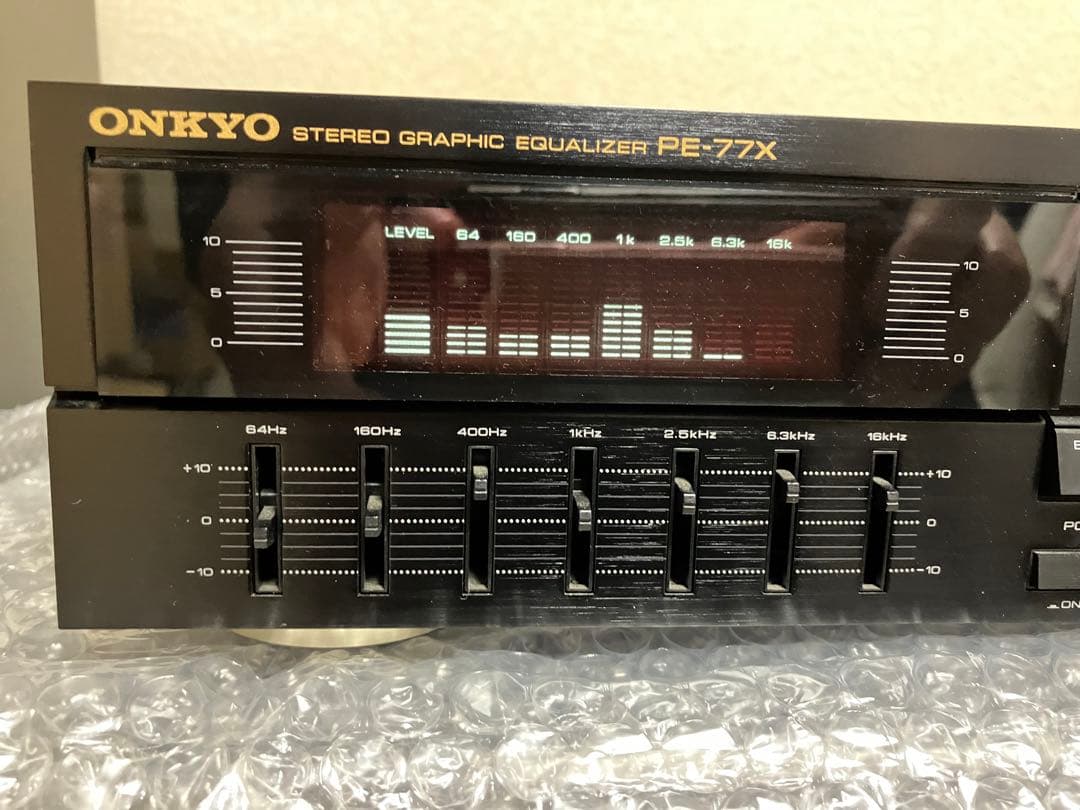 ONKYO STEREO GRAPHIC EQUALIZER PE-77X
LEVEL 64 160 400 1k 2.5k 6.3k 16k
10 10
5 5
0 0
64Hz 160Hz 400Hz 1kHz 2.5kHz 6.3kHz 16kHz
+10 +10
0 0
-10 -10
ON